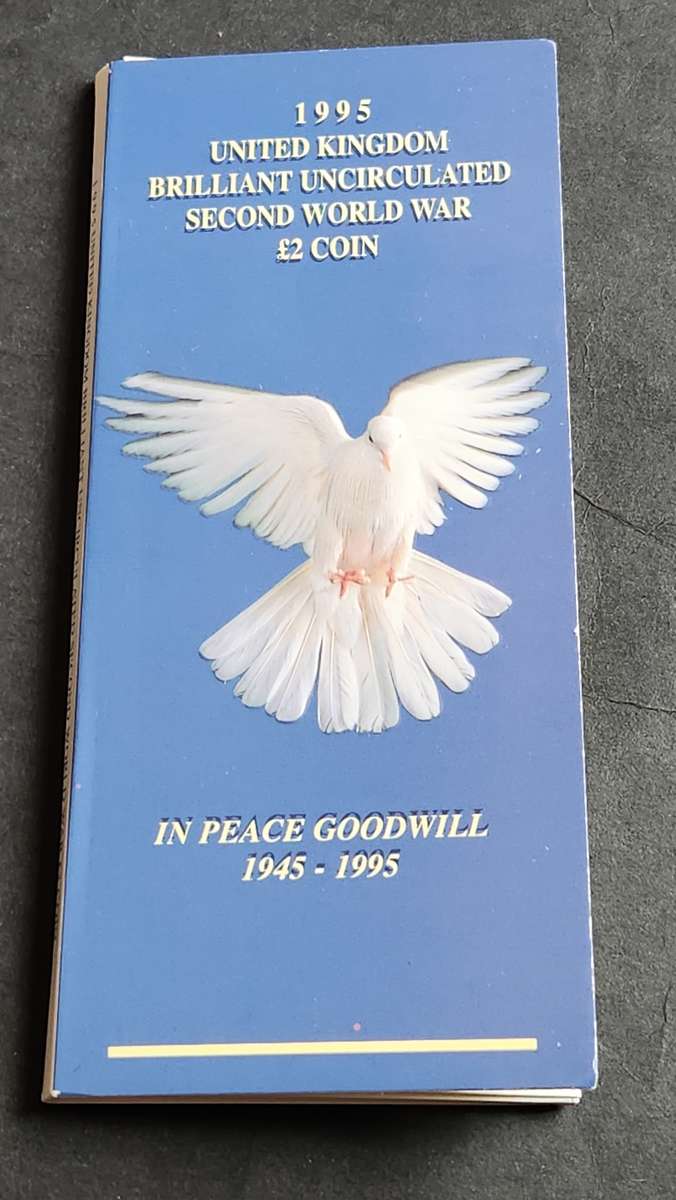 1995
UNITED KINGDOM
BRILLIANT UNCIRCULATED
SECOND WORLD WAR
£2 COIN
IN PEACE GOODWILL
1945 - 1995